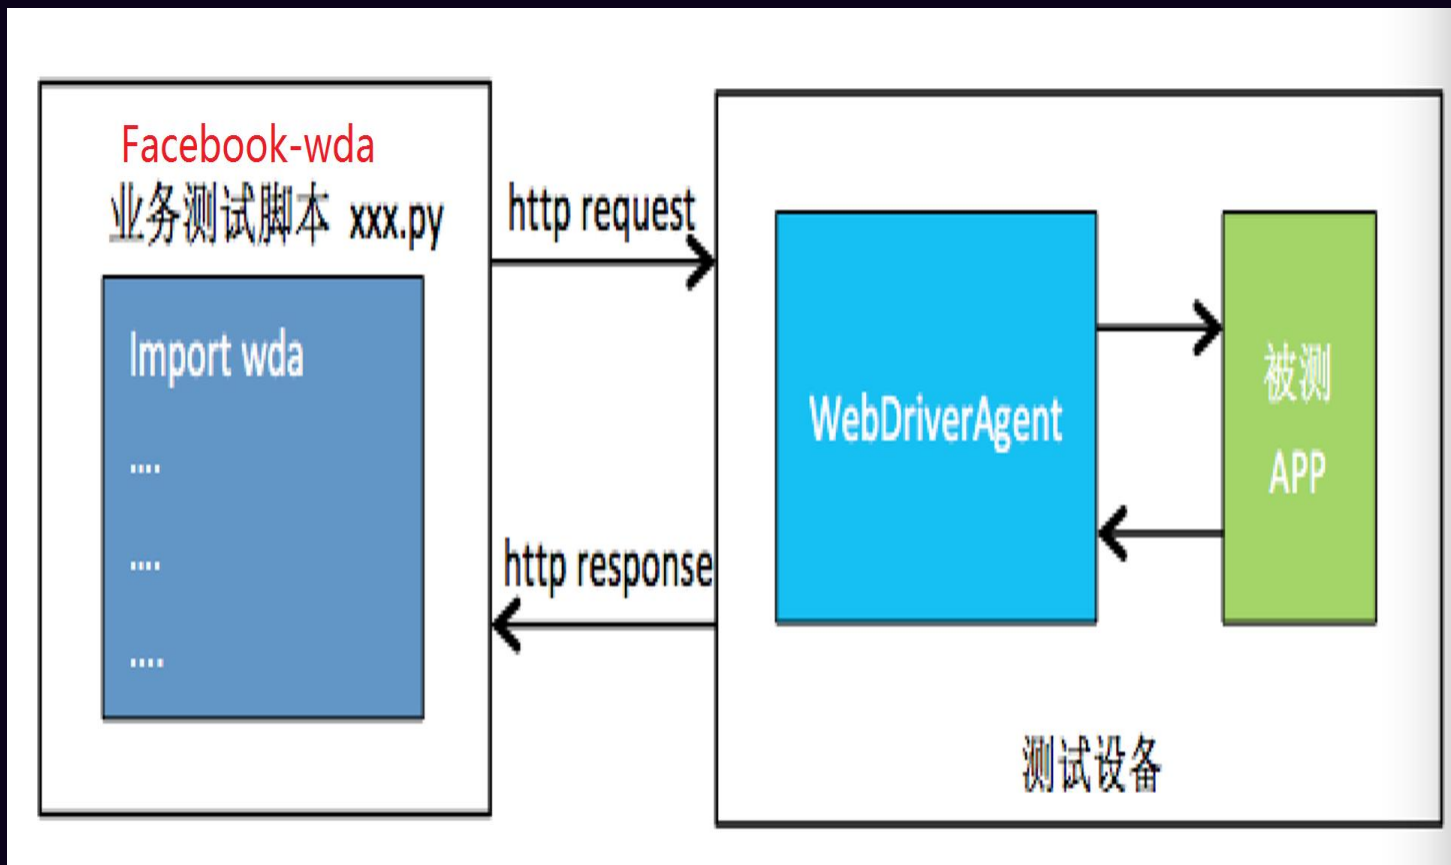 Facebook-wda
业务测试脚本 xxx.py
Import wda
....
....
....
http request
http response
WebDriverAgent
被测
APP
测试设备